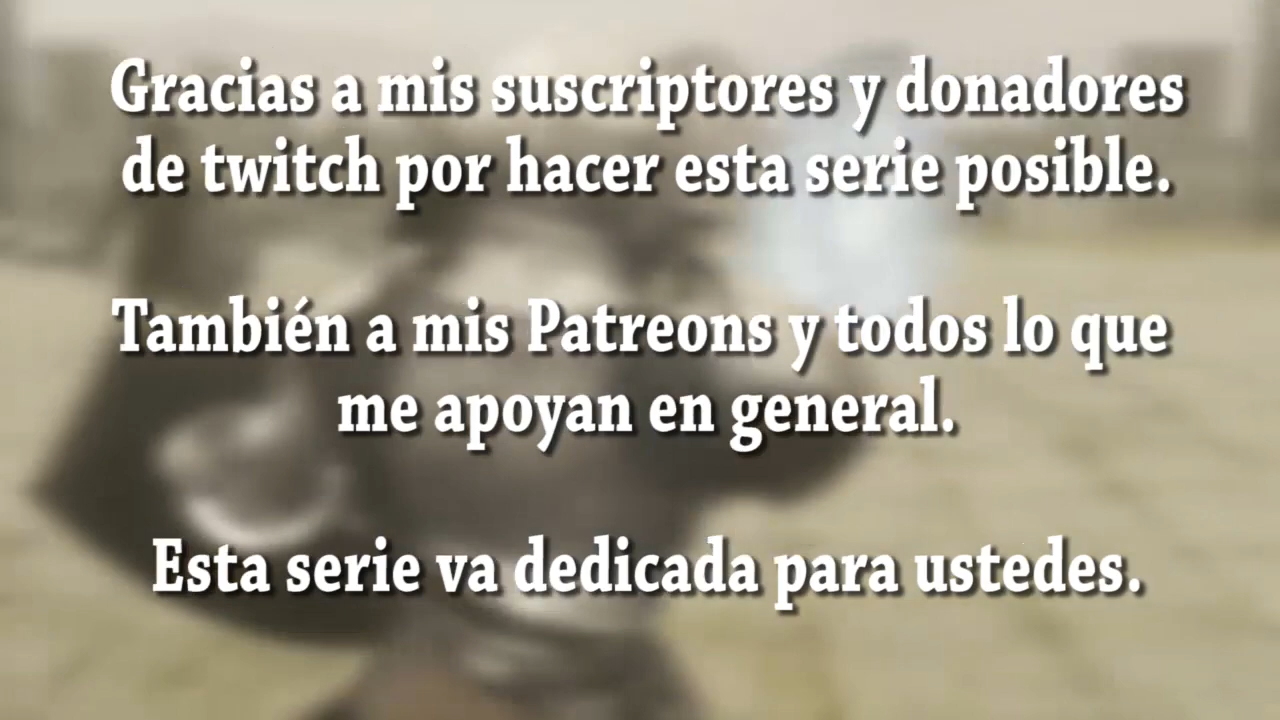 Gracias a mis suscriptores y donadores
de twitch por hacer esta serie posible.
También a mis Patreons y todos lo que
me apoyan en general.
Esta serie va dedicada para ustedes.